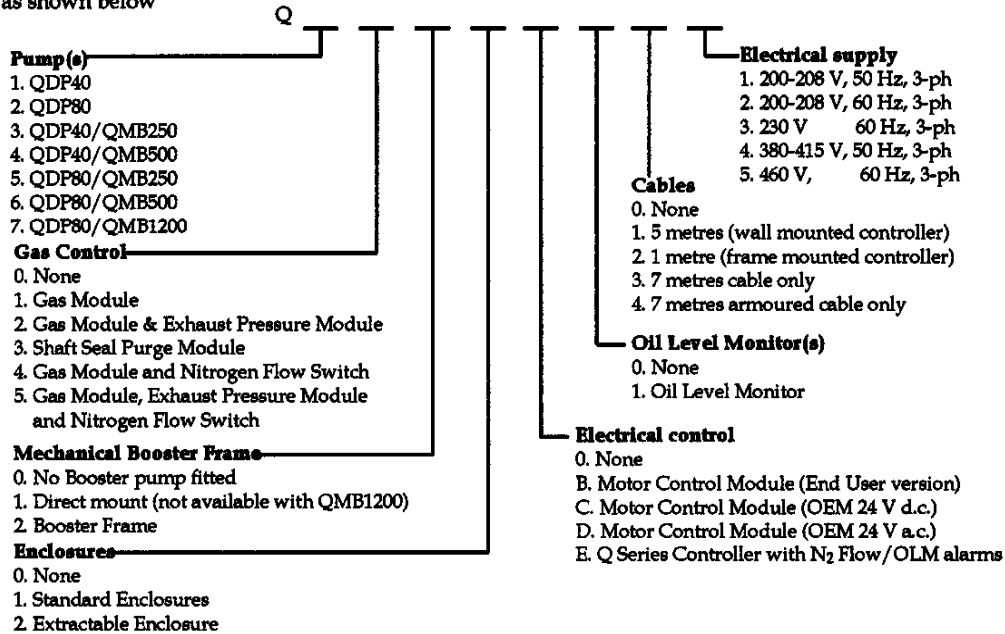 as shown below
Q
Pump(s)
1. QDP40
2. QDP80
3. QDP40/QMB250
4. QDP40/QMB500
5. QDP80/QMB250
6. QDP80/QMB500
7. QDP80/QMB1200
Gas Control
0. None
1. Gas Module
2. Gas Module & Exhaust Pressure Module
3. Shaft Seal Purge Module
4. Gas Module and Nitrogen Flow Switch
5. Gas Module, Exhaust Pressure Module
and Nitrogen Flow Switch
Mechanical Booster Frame
0. No Booster pump fitted
1. Direct mount (not available with QMB1200)
2. Booster Frame
Enclosures
0. None
1. Standard Enclosures
2. Extractable Enclosure
Electrical supply
1. 200-208 V, 50 Hz, 3-ph
2. 200-208 V, 60 Hz, 3-ph
3. 230 V 60 Hz, 3-ph
4. 380-415 V, 50 Hz, 3-ph
5. 460 V, 60 Hz, 3-ph
Cables
0. None
1. 5 metres (wall mounted controller)
2. 1 metre (frame mounted controller)
3. 7 metres cable only
4. 7 metres armoured cable only
Oil Level Monitor(s)
0. None
1. Oil Level Monitor
Electrical control
0. None
B. Motor Control Module (End User version)
C. Motor Control Module (OEM 24 V d.c.)
D. Motor Control Module (OEM 24 V a.c.)
E. Q Series Controller with N2 Flow/OLM alarms